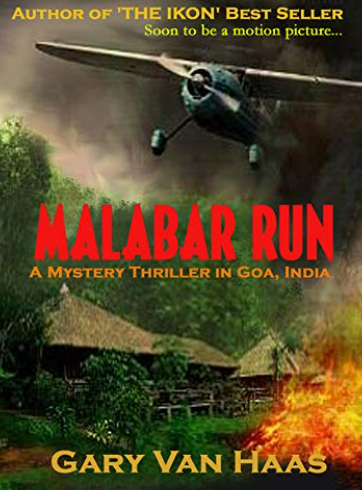 AUTHOR OF 'THE IKON' BEST SELLER
Soon to be a motion picture...
MALABAR RUN
A MYSTERY THRILLER IN GOA, INDIA
GARY VAN HAAS